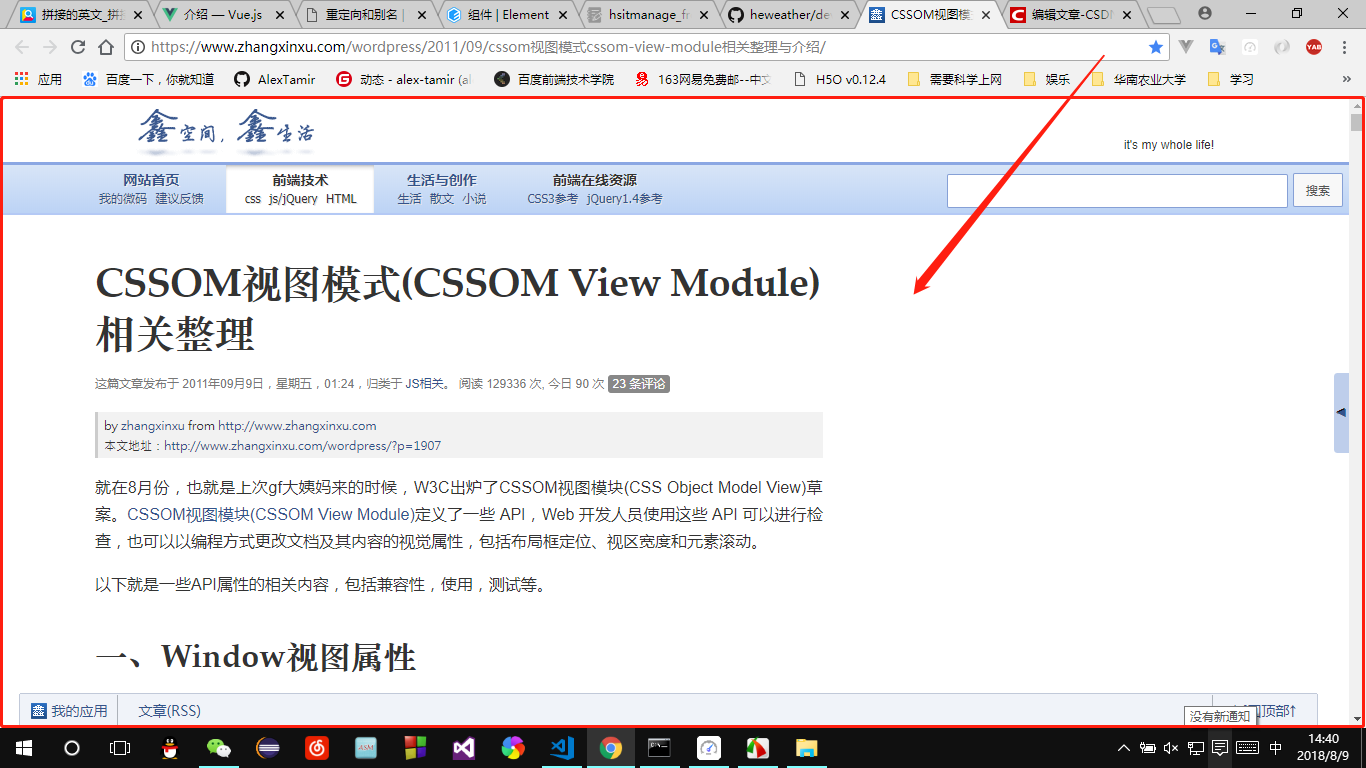 拼接的英文_拼
介绍 — Vue.js
重定向和别名 |
组件 | Element
hsitmanage_fr
heweather/de
CSSOM视图模
编辑文章-CSD
https://www.zhangxinxu.com/wordpress/2011/09/cssom视图模式cssom-view-module相关整理与介绍/
YAB
应用
百度一下，你就知道
AlexTamir
动态 - alex-tamir (al
百度前端技术学院
163网易免费邮--中文
H5O v0.12.4
需要科学上网
娱乐
华南农业大学
学习
»
鑫空间，鑫生活
it's my whole life!
网站首页
我的微码 建议反馈
前端技术
css js/jQuery HTML
生活与创作
生活 散文 小说
前端在线资源
CSS3参考 jQuery1.4参考
搜索
CSSOM视图模式(CSSOM View Module)
相关整理
这篇文章发布于 2011年09月9日，星期五，01:24，归类于 JS相关。 阅读 129336 次, 今日 90 次 23 条评论
by zhangxinxu from http://www.zhangxinxu.com
本文地址：http://www.zhangxinxu.com/wordpress/?p=1907
就在8月份，也就是上次gf大姨妈来的时候，W3C出炉了CSSOM视图模块(CSS Object Model View)草
案。CSSOM视图模块(CSSOM View Module)定义了一些 API，Web 开发人员使用这些 API 可以进行检
查，也可以以编程方式更改文档及其内容的视觉属性，包括布局框定位、视区宽度和元素滚动。
以下就是一些API属性的相关内容，包括兼容性，使用，测试等。
一、Window视图属性
鑫 我的应用
文章(RSS)
顶部↑
没有新通知
中
14:40
2018/8/9